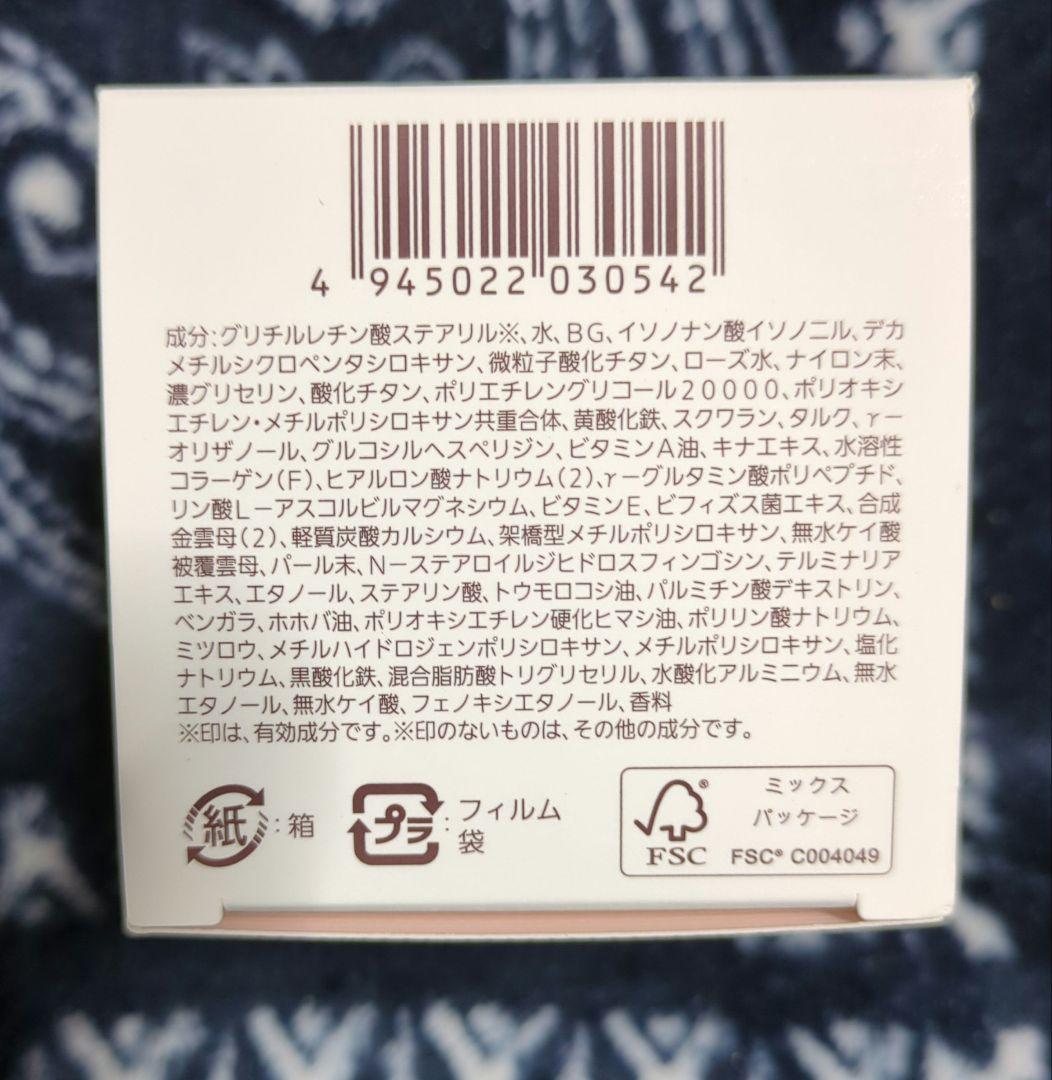 4 945022 030542
成分:グリチルレチン酸ステアリル※、水、BG、イソノナン酸イソノニル、デカ
メチルシクロペンタシロキサン、微粒子酸化チタン、ローズ水、ナイロン末、
濃グリセリン、酸化チタン、ポリエチレングリコール20000、ポリオキシ
エチレン・メチルポリシロキサン共重合体、黄酸化鉄、スクワラン、タルク、γー
オリザノール、グルコシルヘスペリジン、ビタミンA油、キナエキス、水溶性
コラーゲン(F)、ヒアルロン酸ナトリウム(2)、γーグルタミン酸ポリペプチド、
リン酸L-アスコルビルマグネシウム、ビタミンE、ビフィズス菌エキス、合成
金雲母(2)、軽質炭酸カルシウム、架橋型メチルポリシロキサン、無水ケイ酸
被覆雲母、パール末、N-ステアロイルジヒドロスフィンゴシン、テルミナリア
エキス、エタノール、ステアリン酸、トウモロコシ油、パルミチン酸デキストリン、
ベンガラ、ホホバ油、ポリオキシエチレン硬化ヒマシ油、ポリリン酸ナトリウム、
ミツロウ、メチルハイドロジェンポリシロキサン、メチルポリシロキサン、塩化
ナトリウム、黒酸化鉄、混合脂肪酸トリグリセリル、水酸化アルミニウム、無水
エタノール、無水ケイ酸、フェノキシエタノール、香料
※印は、有効成分です。※印のないものは、その他の成分です。
紙:箱
プラ:フィルム
袋
ミックス
パッケージ
FSC® FSC® C004049